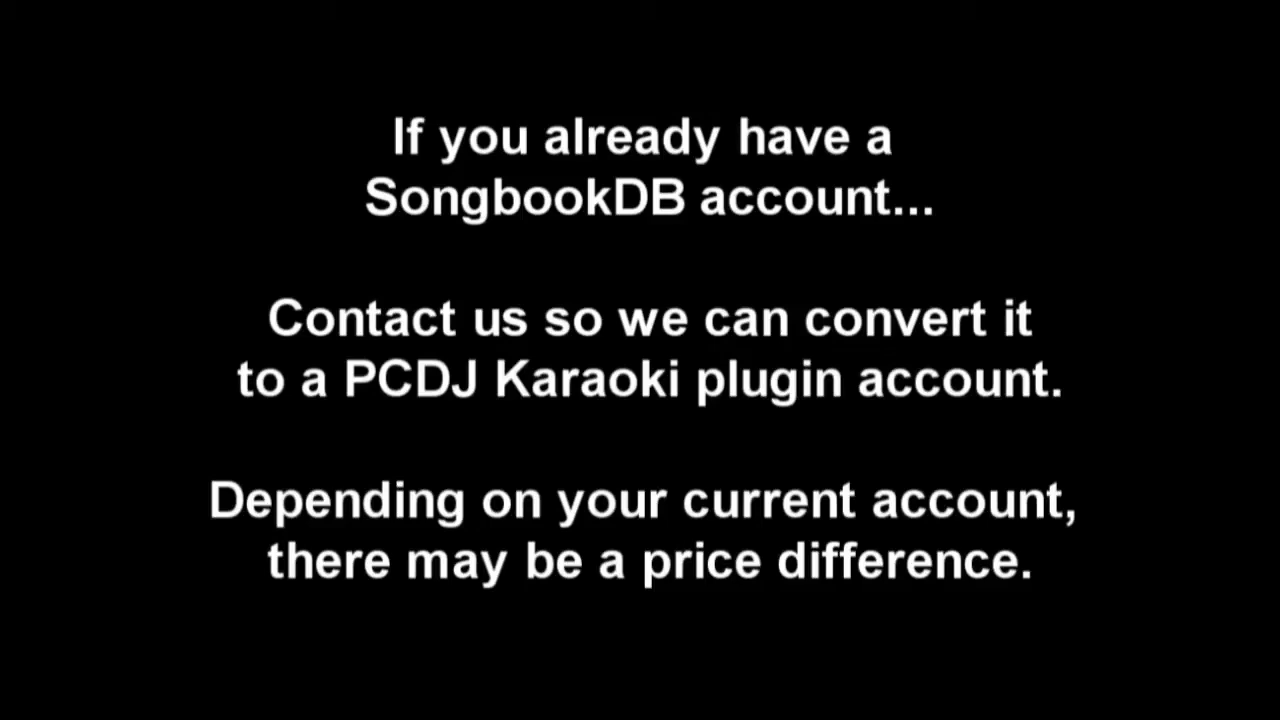 If you already have a
SongbookDB account...
Contact us so we can convert it
to a PCDJ Karaoki plugin account.
Depending on your current account,
there may be a price difference.